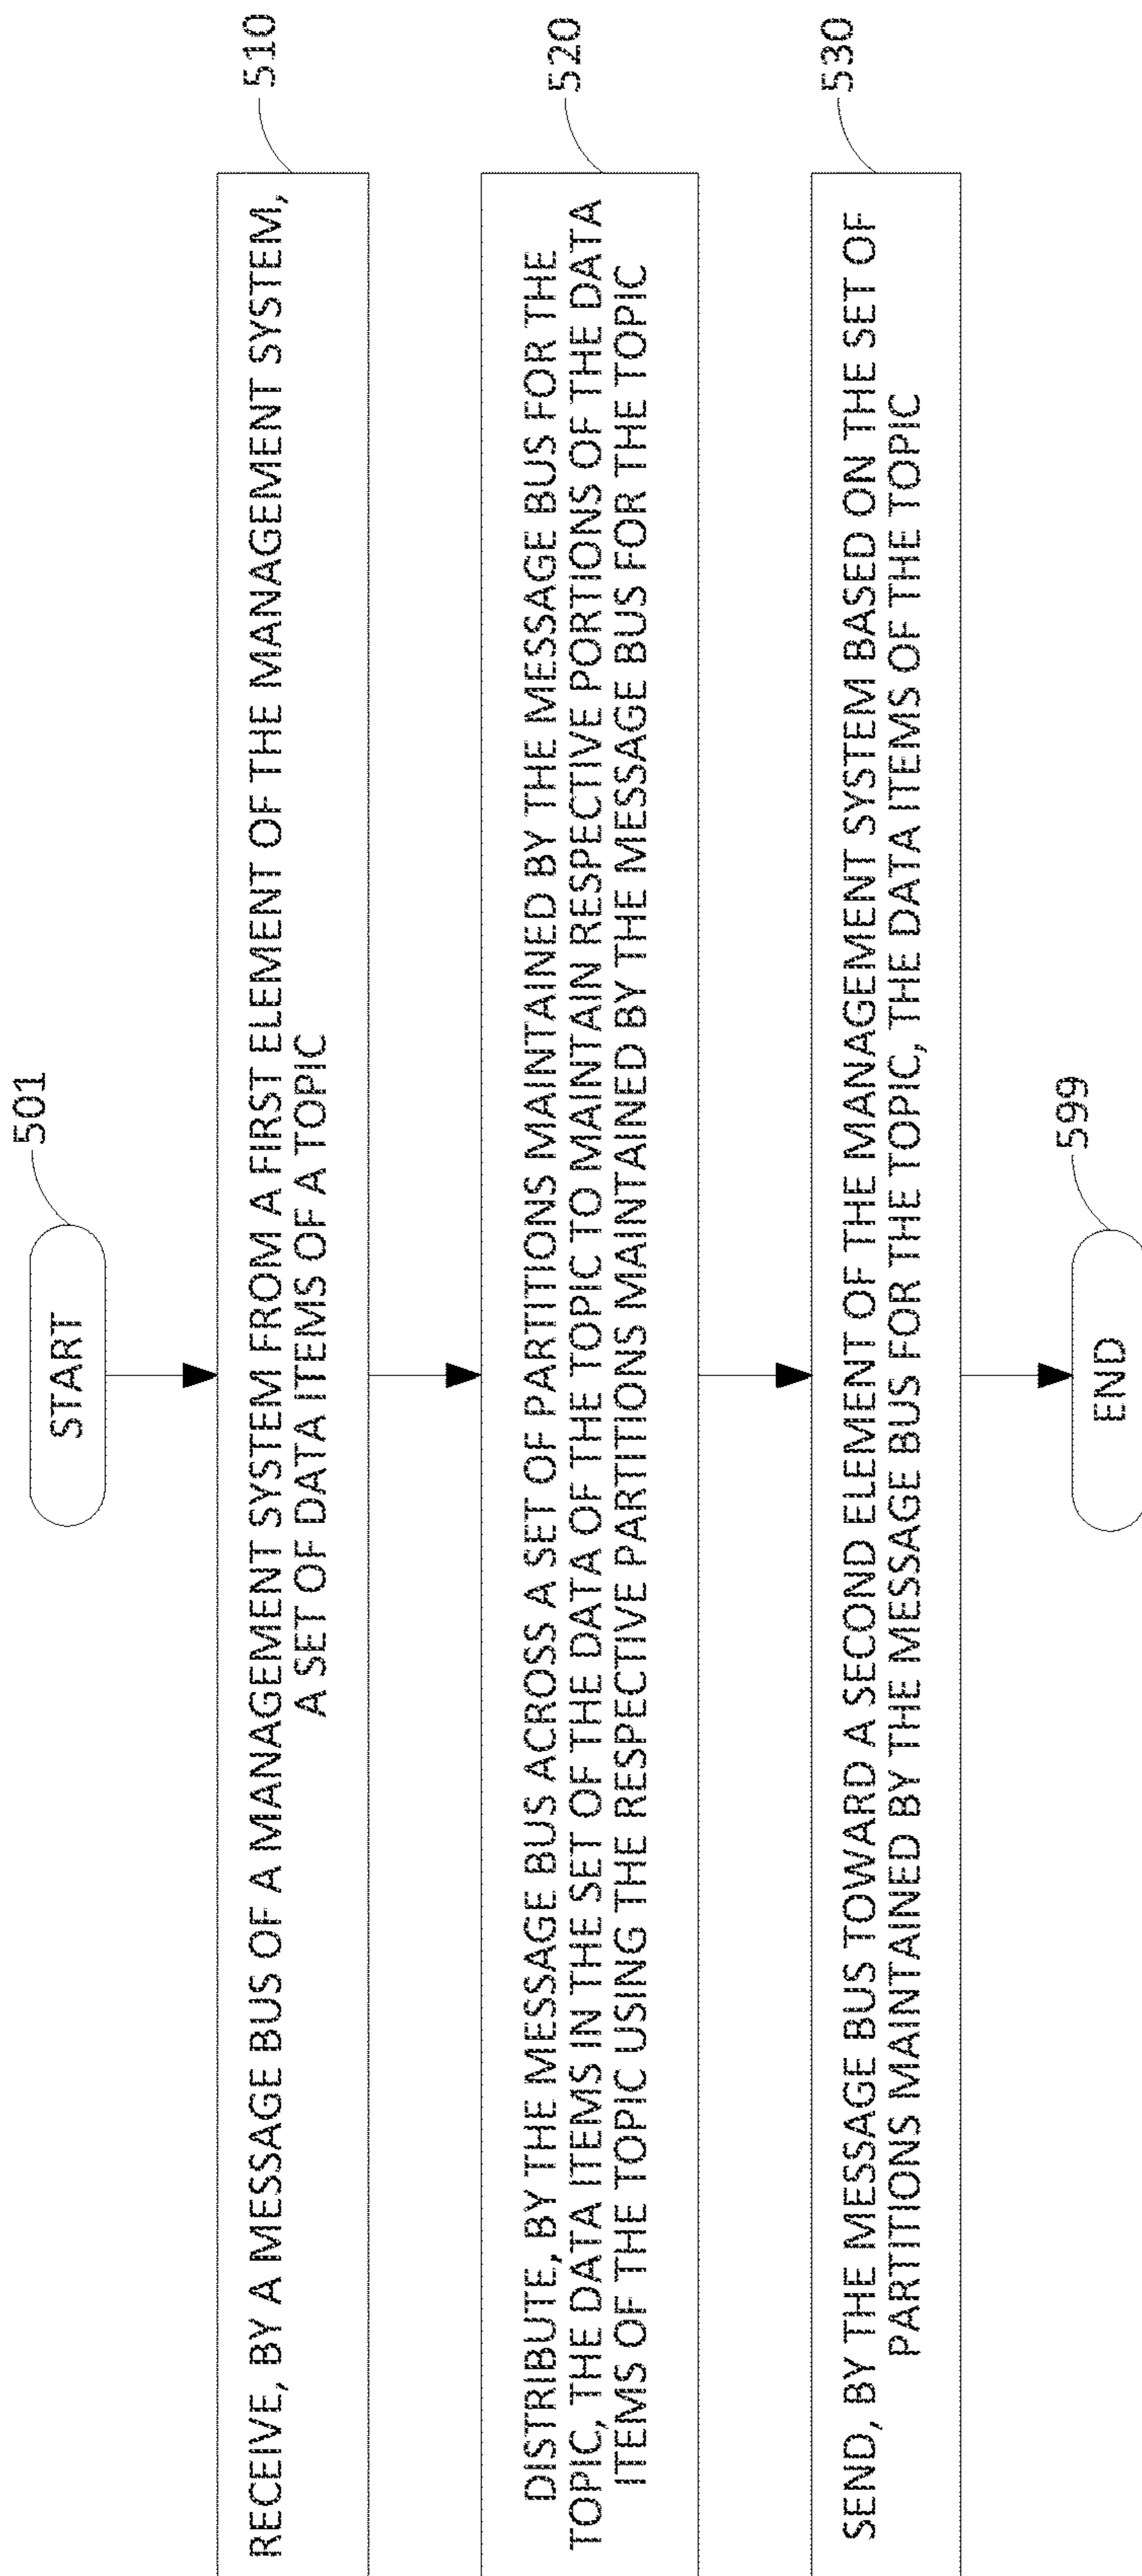 501
START
510
RECEIVE, BY A MESSAGE BUS OF A MANAGEMENT SYSTEM FROM A FIRST ELEMENT OF THE MANAGEMENT SYSTEM,
A SET OF DATA ITEMS OF A TOPIC
520
DISTRIBUTE, BY THE MESSAGE BUS ACROSS A SET OF PARTITIONS MAINTAINED BY THE MESSAGE BUS FOR THE
TOPIC, THE DATA ITEMS IN THE SET OF THE DATA OF THE TOPIC TO MAINTAIN RESPECTIVE PORTIONS OF THE DATA
ITEMS OF THE TOPIC USING THE RESPECTIVE PARTITIONS MAINTAINED BY THE MESSAGE BUS FOR THE TOPIC
530
SEND, BY THE MESSAGE BUS TOWARD A SECOND ELEMENT OF THE MANAGEMENT SYSTEM BASED ON THE SET OF
PARTITIONS MAINTAINED BY THE MESSAGE BUS FOR THE TOPIC, THE DATA ITEMS OF THE TOPIC
599
END